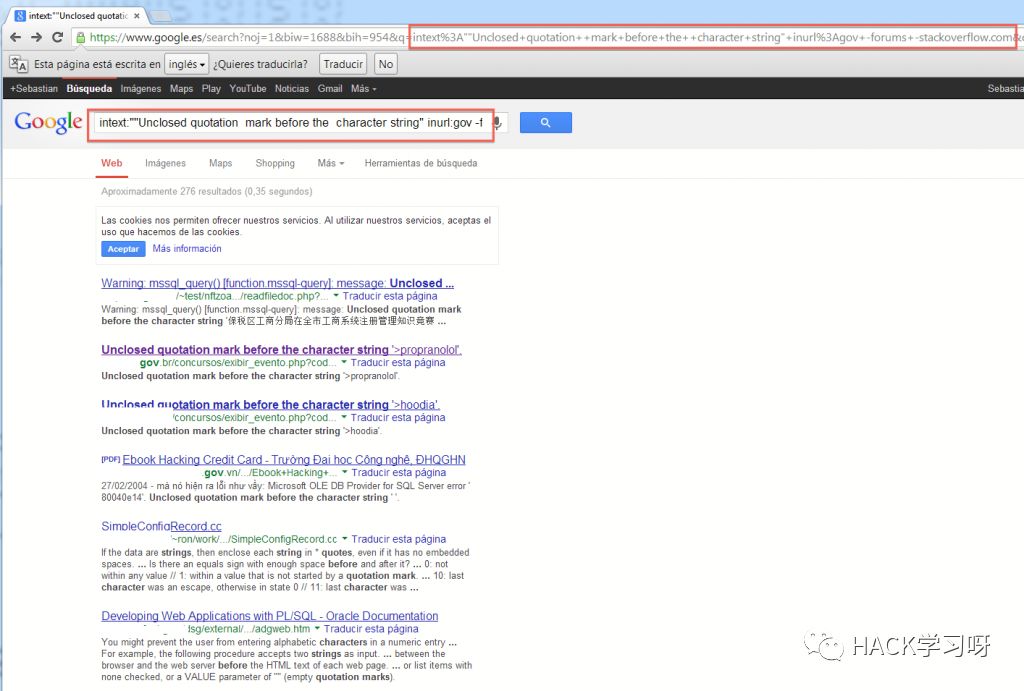 intext:""Unclosed quotatic
https://www.google.es/search?noj=1&biw=1688&bih=954&q=intext%3A""Unclosed+quotation++mark+before+the++character+string"+inurl%3Agov+-forums+-stackoverflow.com&
Esta página está escrita en inglés ¿Quieres traducirla? Traducir No
+Sebastian Búsqueda Imágenes Maps Play YouTube Noticias Gmail Más Sebastia
Google intext:""Unclosed quotation mark before the character string" inurl:gov -f
Web Imágenes Maps Shopping Más Herramientas de búsqueda
Aproximadamente 276 resultados (0,35 segundos)
Las cookies nos permiten ofrecer nuestros servicios. Al utilizar nuestros servicios, aceptas el
uso que hacemos de las cookies.
Aceptar Más información
Warning: mssql_query() [function.mssql-query]: message: Unclosed ...
/~test/nftzoa.../readfiledoc.php?... Traducir esta página
Warning: mssql_query() [function.mssql-query]: message: Unclosed quotation mark
before the character string '保税区工商分局在全市工商系统注册管理知识竞赛 ...
Unclosed quotation mark before the character string '>propranolol'.
gov.br/concursos/exibir_evento.php?cod... Traducir esta página
Unclosed quotation mark before the character string '>propranolol'.
Unclosed quotation mark before the character string '>hoodia'.
/concursos/exibir_evento.php?cod... Traducir esta página
Unclosed quotation mark before the character string '>hoodia'.
[PDF] Ebook Hacking Credit Card - Trường Đại học Công nghệ, ĐHQGHN
.gov.vn/.../Ebook+Hacking+... Traducir esta página
27/02/2004 - mà nó hiện ra lỗi như vầy: Microsoft OLE DB Provider for SQL Server error '
80040e14'. Unclosed quotation mark before the character string ' '.
SimpleConfigRecord.cc
~ron/work/.../SimpleConfigRecord.cc Traducir esta página
If the data are strings, then enclose each string in " quotes, even if it has no embedded
spaces. ... Is there an equals sign with enough space before and after it? ... 0: not
within any value // 1: within a value that is not started by a quotation mark. ... 10: last
character was an escape, otherwise in state 0 // 11: last character was ...
Developing Web Applications with PL/SQL - Oracle Documentation
lsg/external/.../adgweb.htm Traducir esta página
You might prevent the user from entering alphabetic characters in a numeric entry ...
For example, the following procedure accepts two strings as input. ... between the
browser and the web server before the HTML text of each web page. ... or list items with
none checked, or a VALUE parameter of "" (empty quotation marks).
HACK学习呀